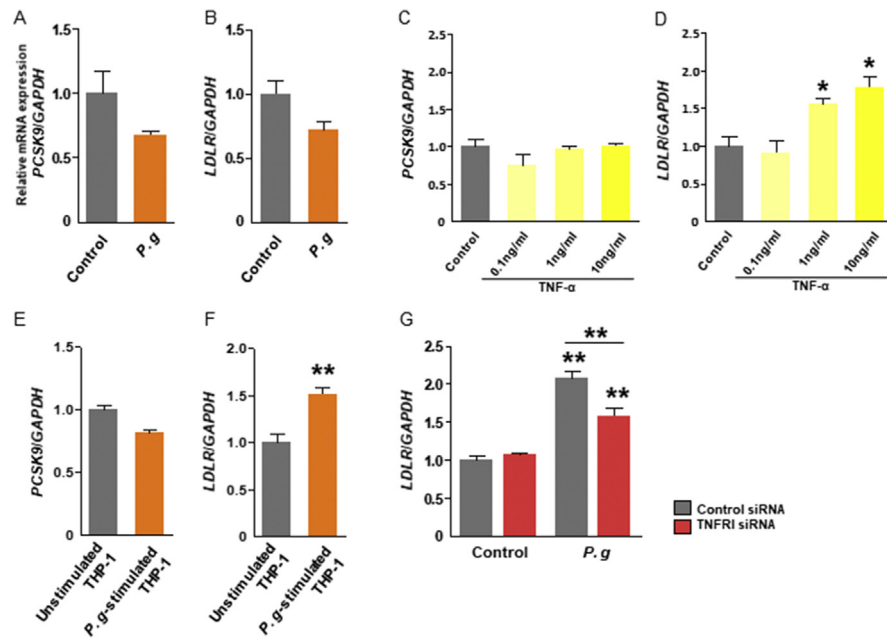 A
Relative mRNA expression
PCSK9/GAPDH
1.5
1.0
0.5
0
Control
P. g
B
LDLR/GAPDH
1.5
1.0
0.5
0
Control
P. g
C
PCSK9/GAPDH
2.5
2.0
1.5
1.0
0.5
0
Control
0.1ng/ml
1ng/ml
10ng/ml
TNF-α
D
LDLR/GAPDH
2.5
2.0
1.5
1.0
0.5
0
*
*
Control
0.1ng/ml
1ng/ml
10ng/ml
TNF-α
E
PCSK9/GAPDH
1.5
1.0
0.5
0
Unstimulated
THP-1
P. g-stimulated
THP-1
F
LDLR/GAPDH
2.0
1.5
1.0
0.5
0
**
Unstimulated
THP-1
P. g-stimulated
THP-1
G
LDLR/GAPDH
2.5
2.0
1.5
1.0
0.5
0
**
**
**
Control
P. g
Control siRNA
TNFRI siRNA